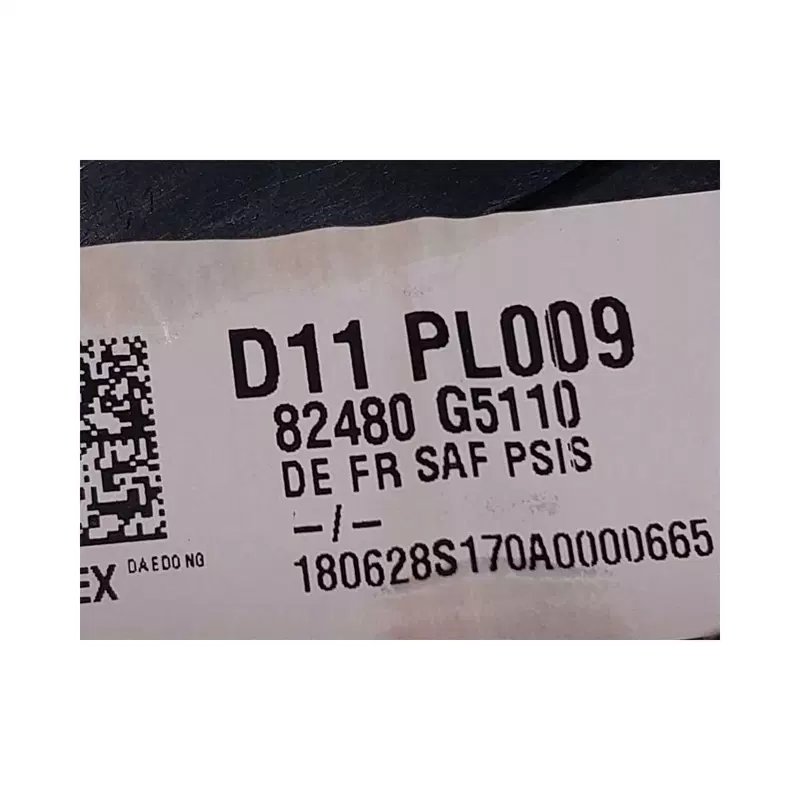 D11 PL009
82480 G5110
DE FR SAF PSIS
-/-
EX DAEDONG
180628S170A0000665